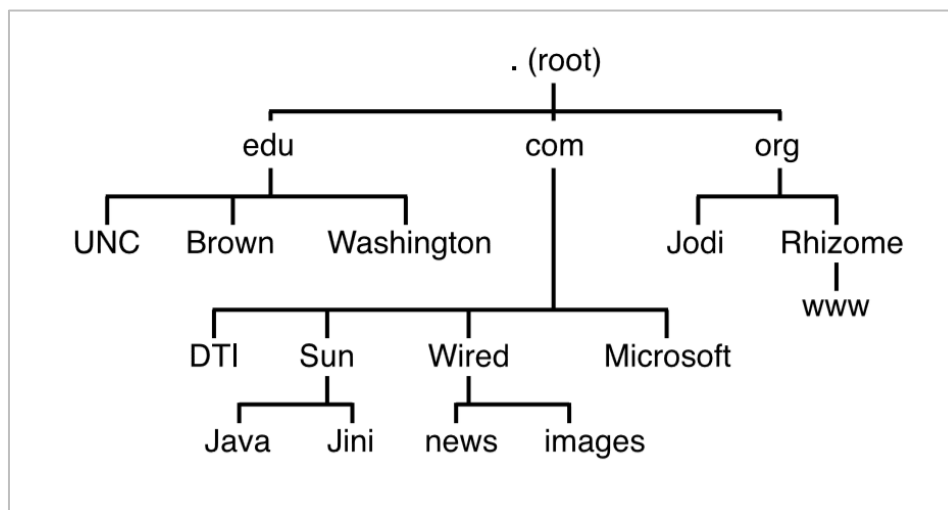 . (root)
edu com org
UNC Brown Washington Jodi Rhizome
www
DTI Sun Wired Microsoft
Java Jini news images